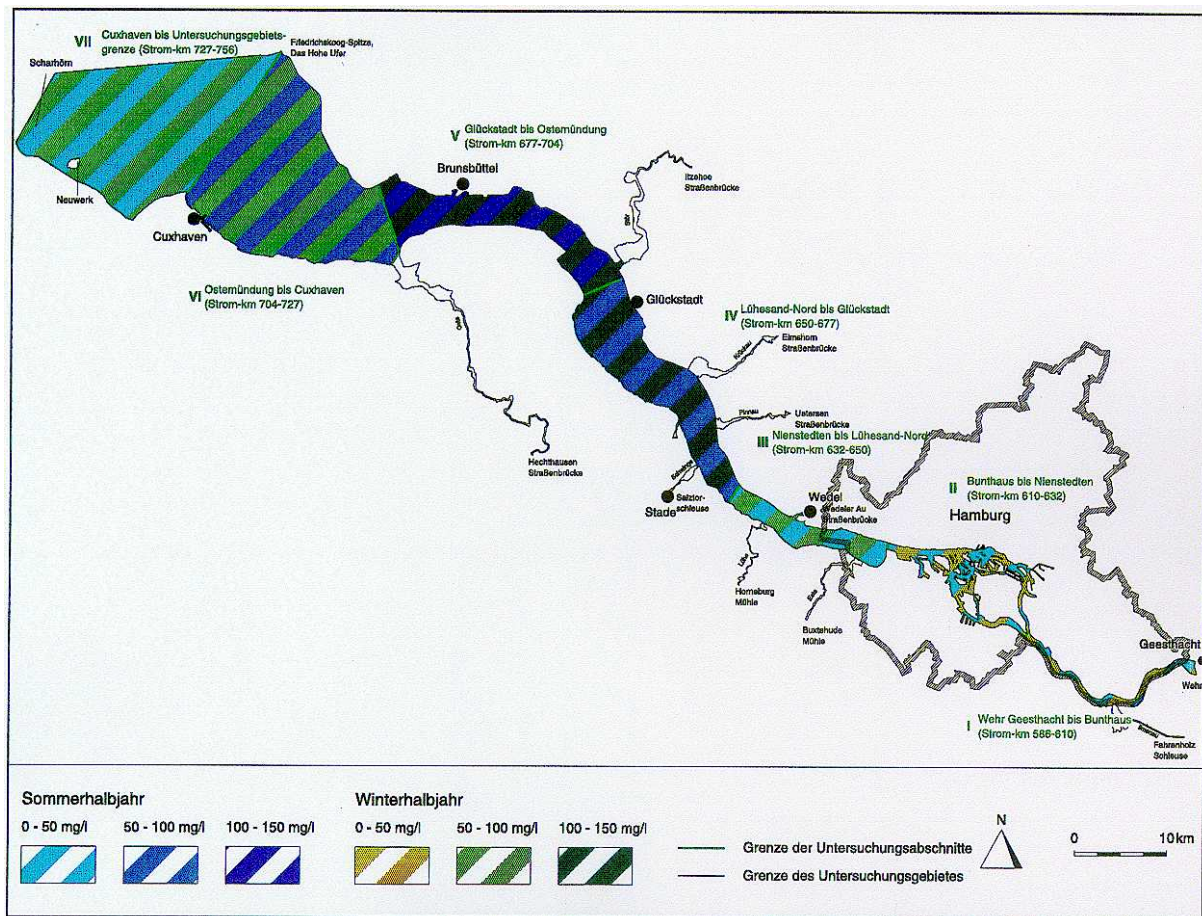 VII Cuxhaven bis Untersuchungsgebiets-
grenze (Strom-km 727-756)
Friedrichskoog-Spitze,
Das Hohe Ufer
Scharhörn
Neuwerk
Cuxhaven
V Glückstadt bis Ostemündung
(Strom-km 677-704)
Brunsbüttel
Itzehoe
Straßenbrücke
Stör
VI Ostemündung bis Cuxhaven
(Strom-km 704-727)
Oste
Glückstadt
IV Lühesand-Nord bis Glückstadt
(Strom-km 650-677)
Elmshorn
Straßenbrücke
Krückau
Pinnau
Uetersen
Straßenbrücke
Hechthausen
Straßenbrücke
III Nienstedten bis Lühesand-Nord
(Strom-km 632-650)
Schwinge
Stade
Salztor-
schleuse
Wedel
Wedeler Au
Straßenbrücke
II Bunthaus bis Nienstedten
(Strom-km 610-632)
Hamburg
Lühe
Horneburg
Mühle
Este
Buxtehude
Mühle
Geesthacht
Wehr
I Wehr Geesthacht bis Bunthaus
(Strom-km 586-610)
Fahrenholz
Schleuse
Sommerhalbjahr
0 - 50 mg/l 50 - 100 mg/l 100 - 150 mg/l
Winterhalbjahr
0 - 50 mg/l 50 - 100 mg/l 100 - 150 mg/l
Grenze der Untersuchungsabschnitte
Grenze des Untersuchungsgebietes
N
0 10km